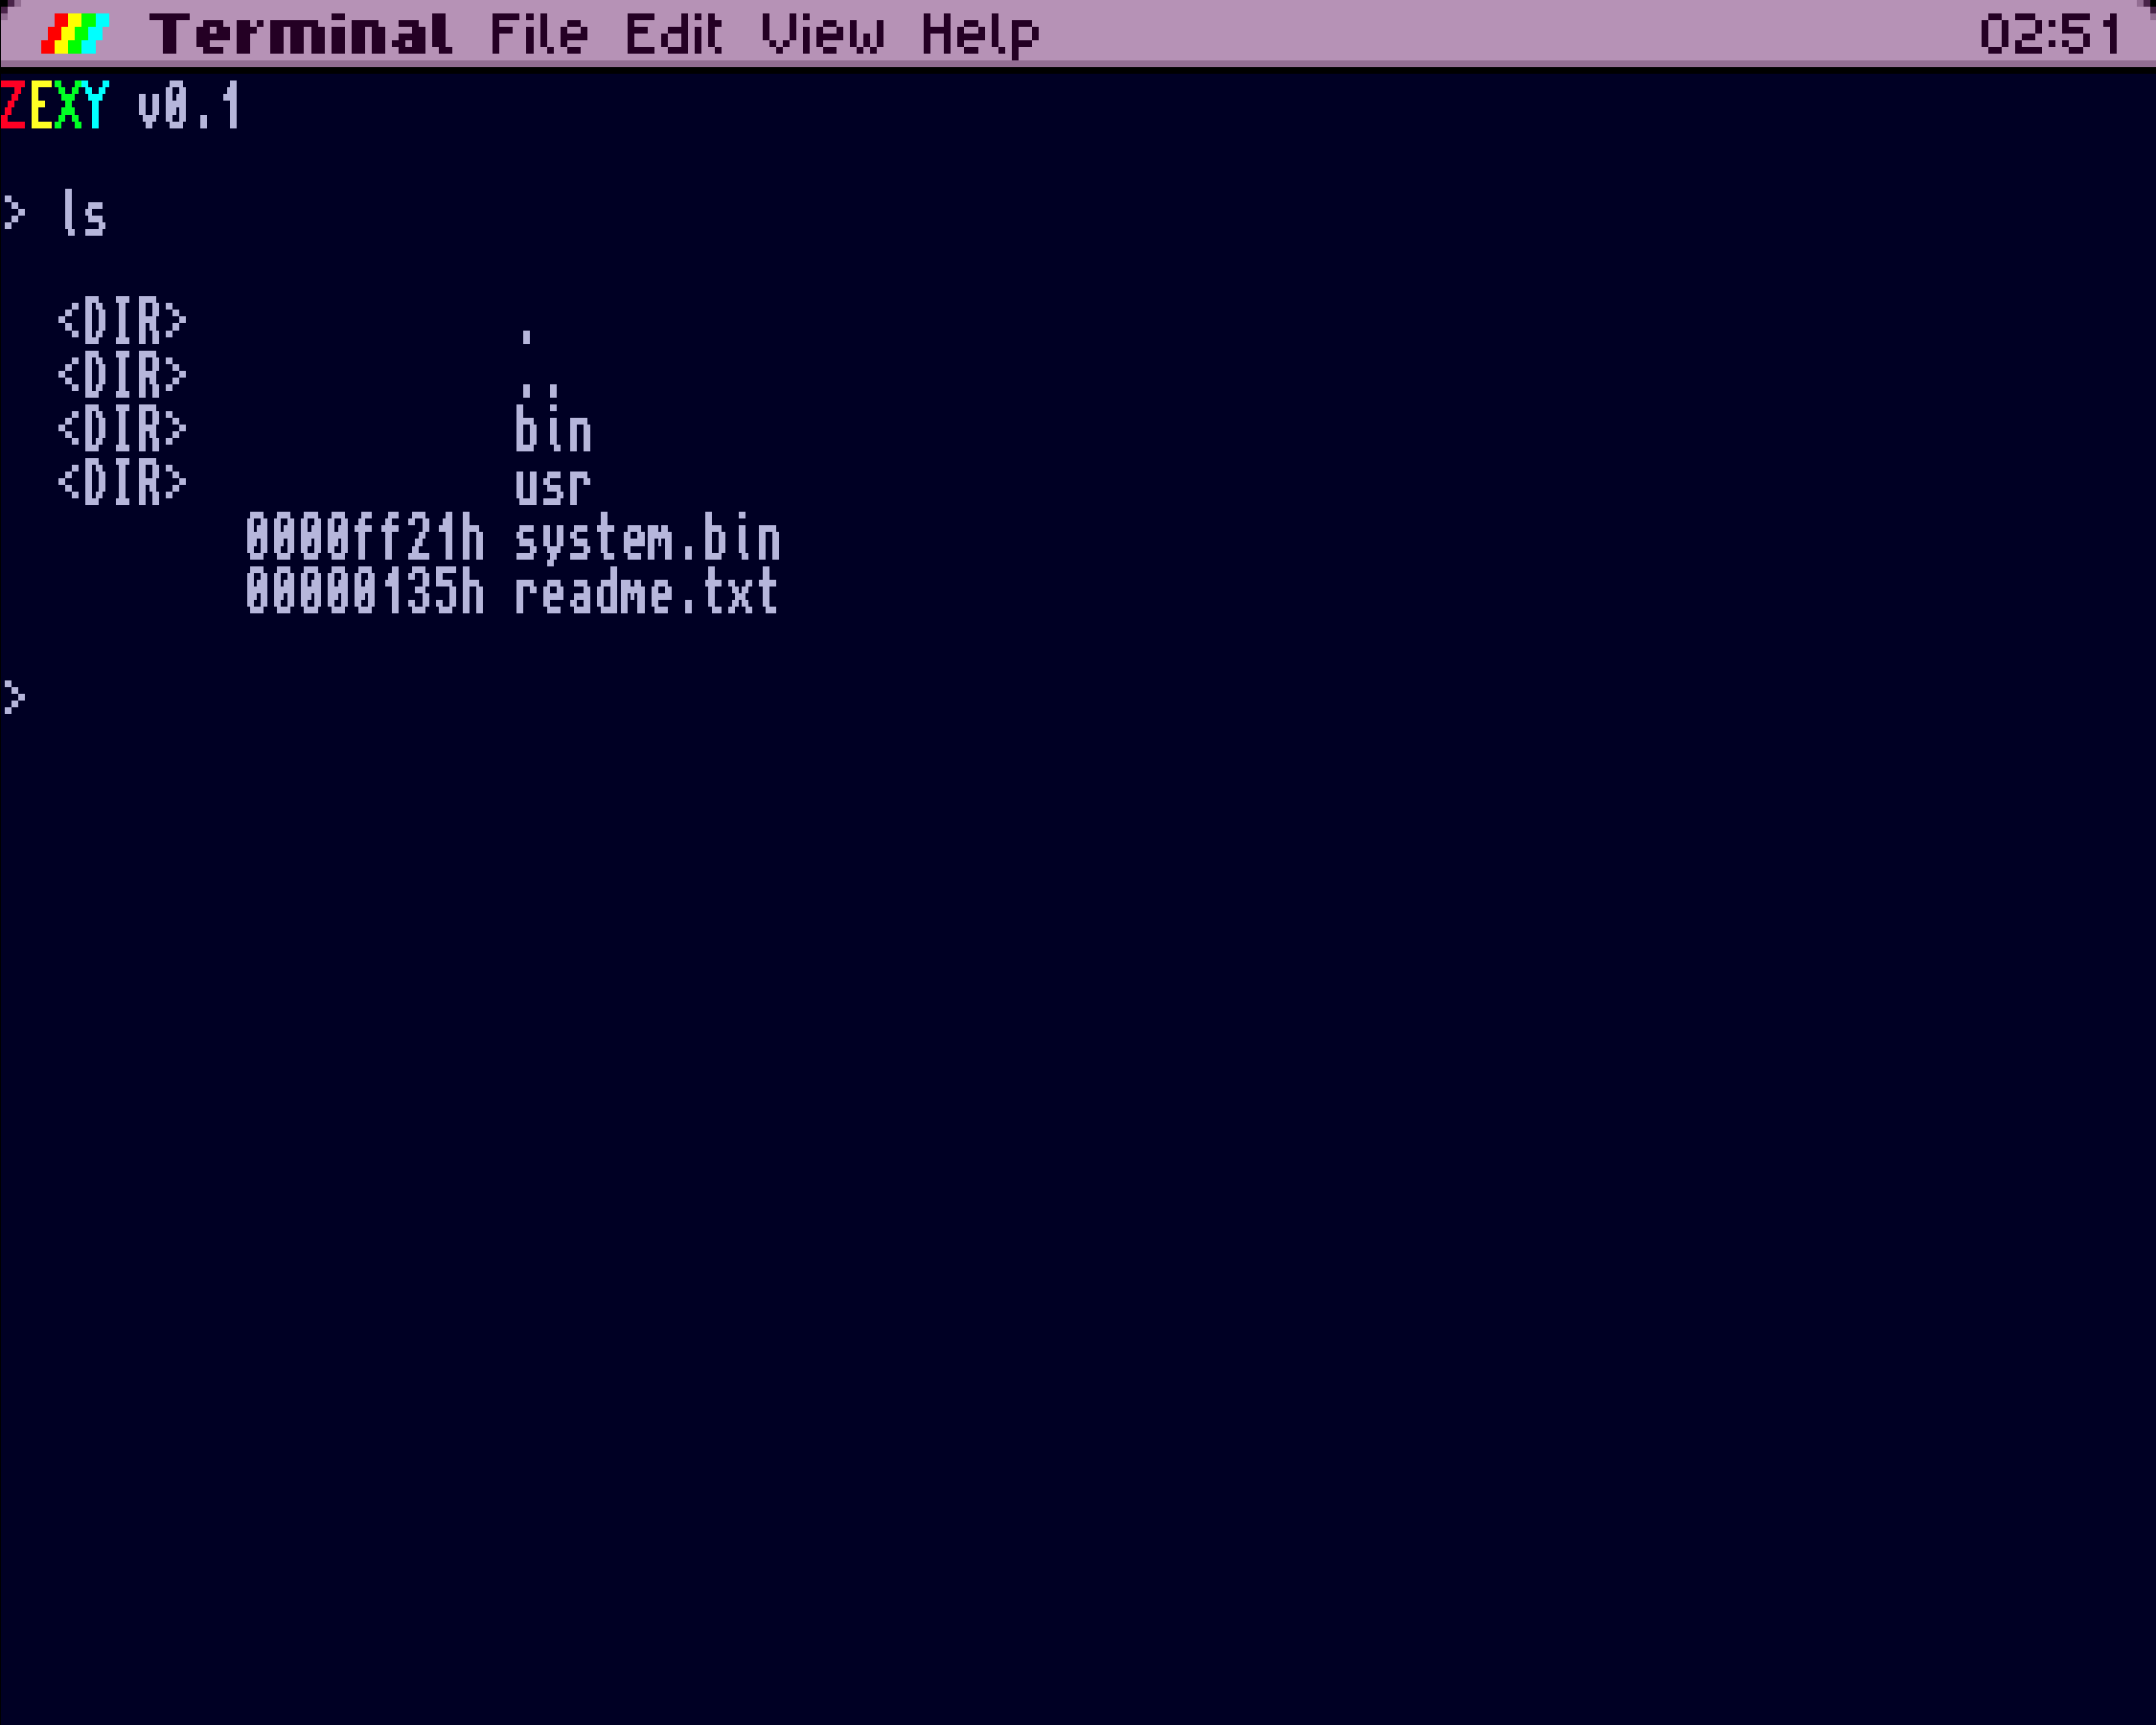 Terminal File Edit View Help 02:51
ZEXY v0.1
> ls
<DIR> .
<DIR> ..
<DIR> bin
<DIR> usr
0000ff21h system.bin
00000135h readme.txt
>